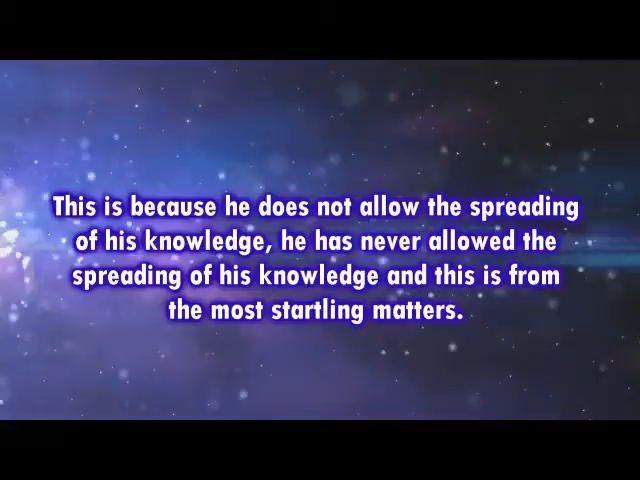 This is because he does not allow the spreading
of his knowledge, he has never allowed the
spreading of his knowledge and this is from
the most startling matters.